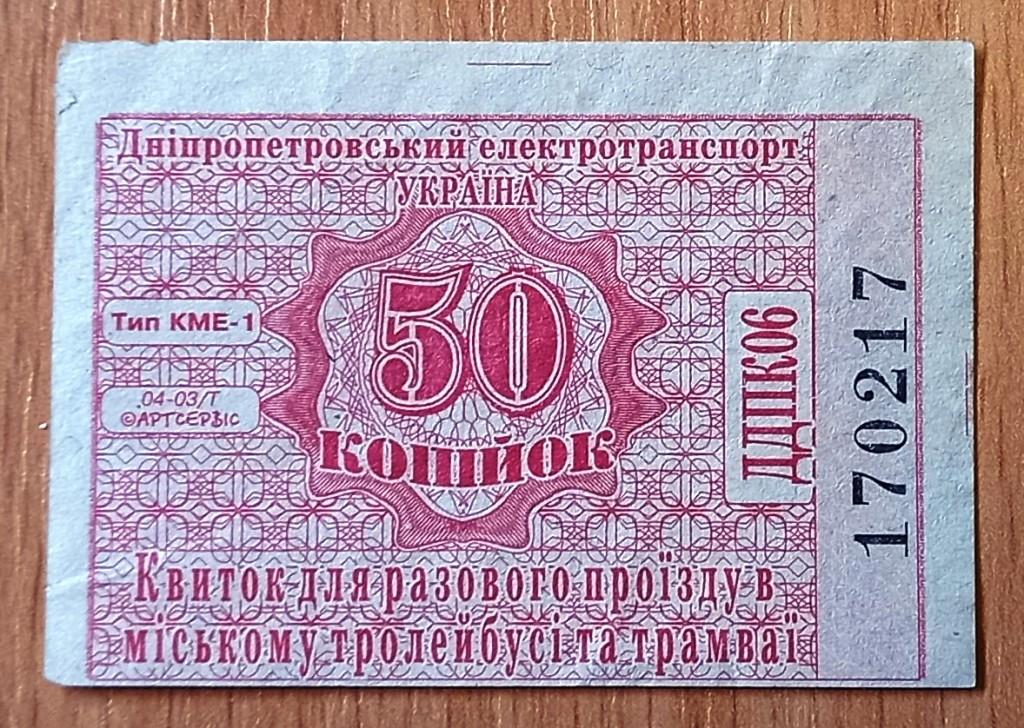 Дніпропетровський електротранспорт
УКРАЇНА
50
копійок
Тип КМЕ-1
.04-03/Т
©АРТСЕРВІС
ДДПК06
170217
Квиток для разового проїзду в
міському тролейбусі та трамваї